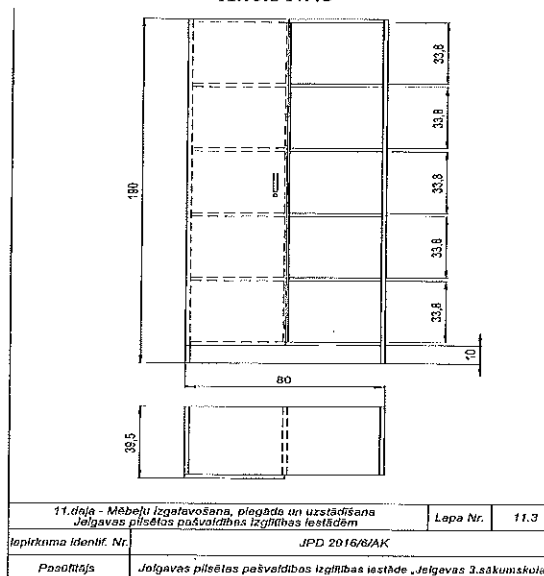 33,8
33,8
190
33,8
33,8
33,8
10
80
39,5
11.daļa - Mēbeļu izgatavošana, piegāde un uzstādīšana
Jelgavas pilsētas pašvaldības izglītības iestādēm
Lapa Nr.
11.3
Iepirkuma identif. Nr.
JPD 2016/6/AK
Pasūtītājs
Jelgavas pilsētas pašvaldības izglītības iestāde „Jelgavas 3.sākumskola